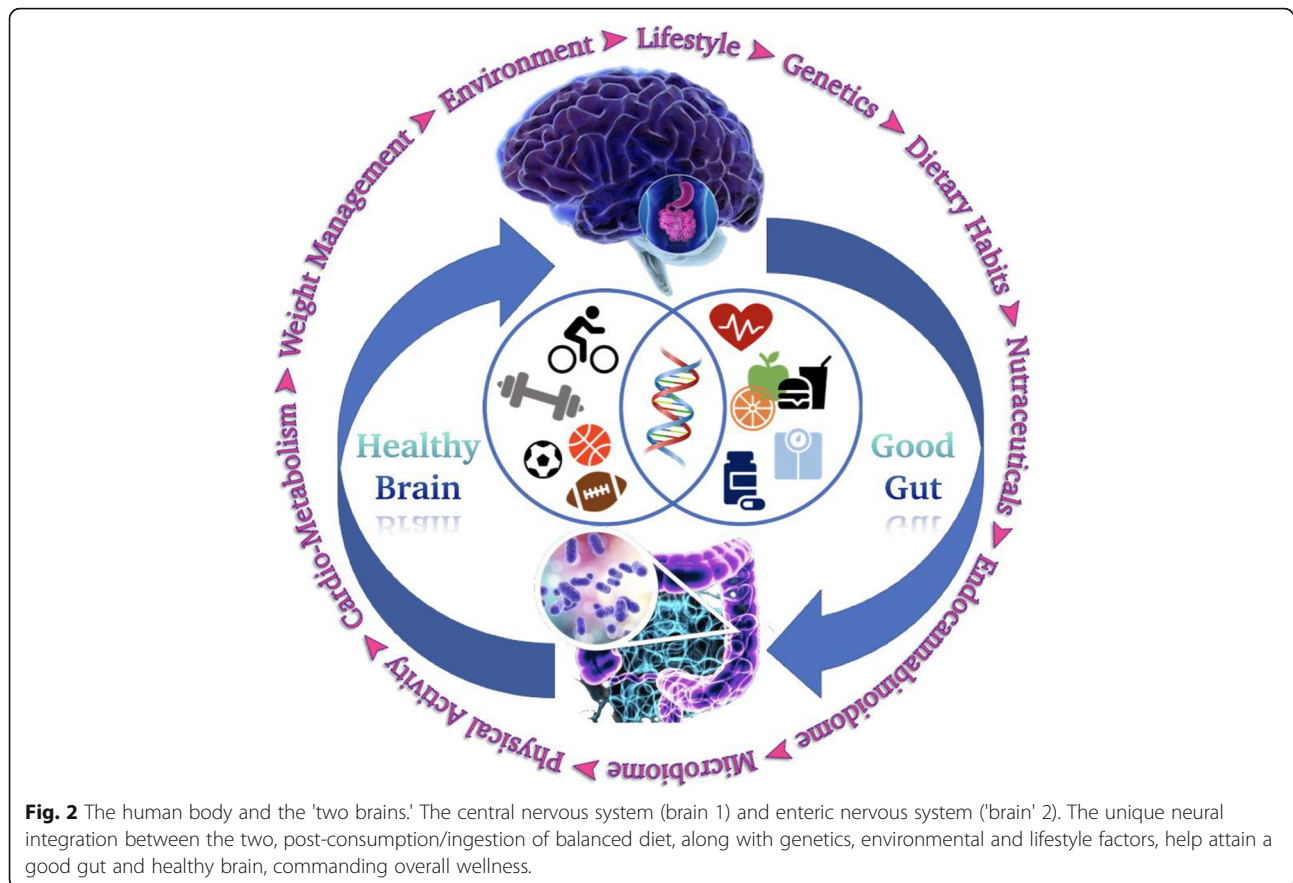 Environment
Lifestyle
Genetics
Dietary Habits
Nutraceuticals
Endocannabinoidome
Microbiome
Physical Activity
Cardio-Metabolism
Weight Management
Healthy
Brain
Good
Gut
Fig. 2 The human body and the 'two brains.' The central nervous system (brain 1) and enteric nervous system ('brain' 2). The unique neural
integration between the two, post-consumption/ingestion of balanced diet, along with genetics, environmental and lifestyle factors, help attain a
good gut and healthy brain, commanding overall wellness.